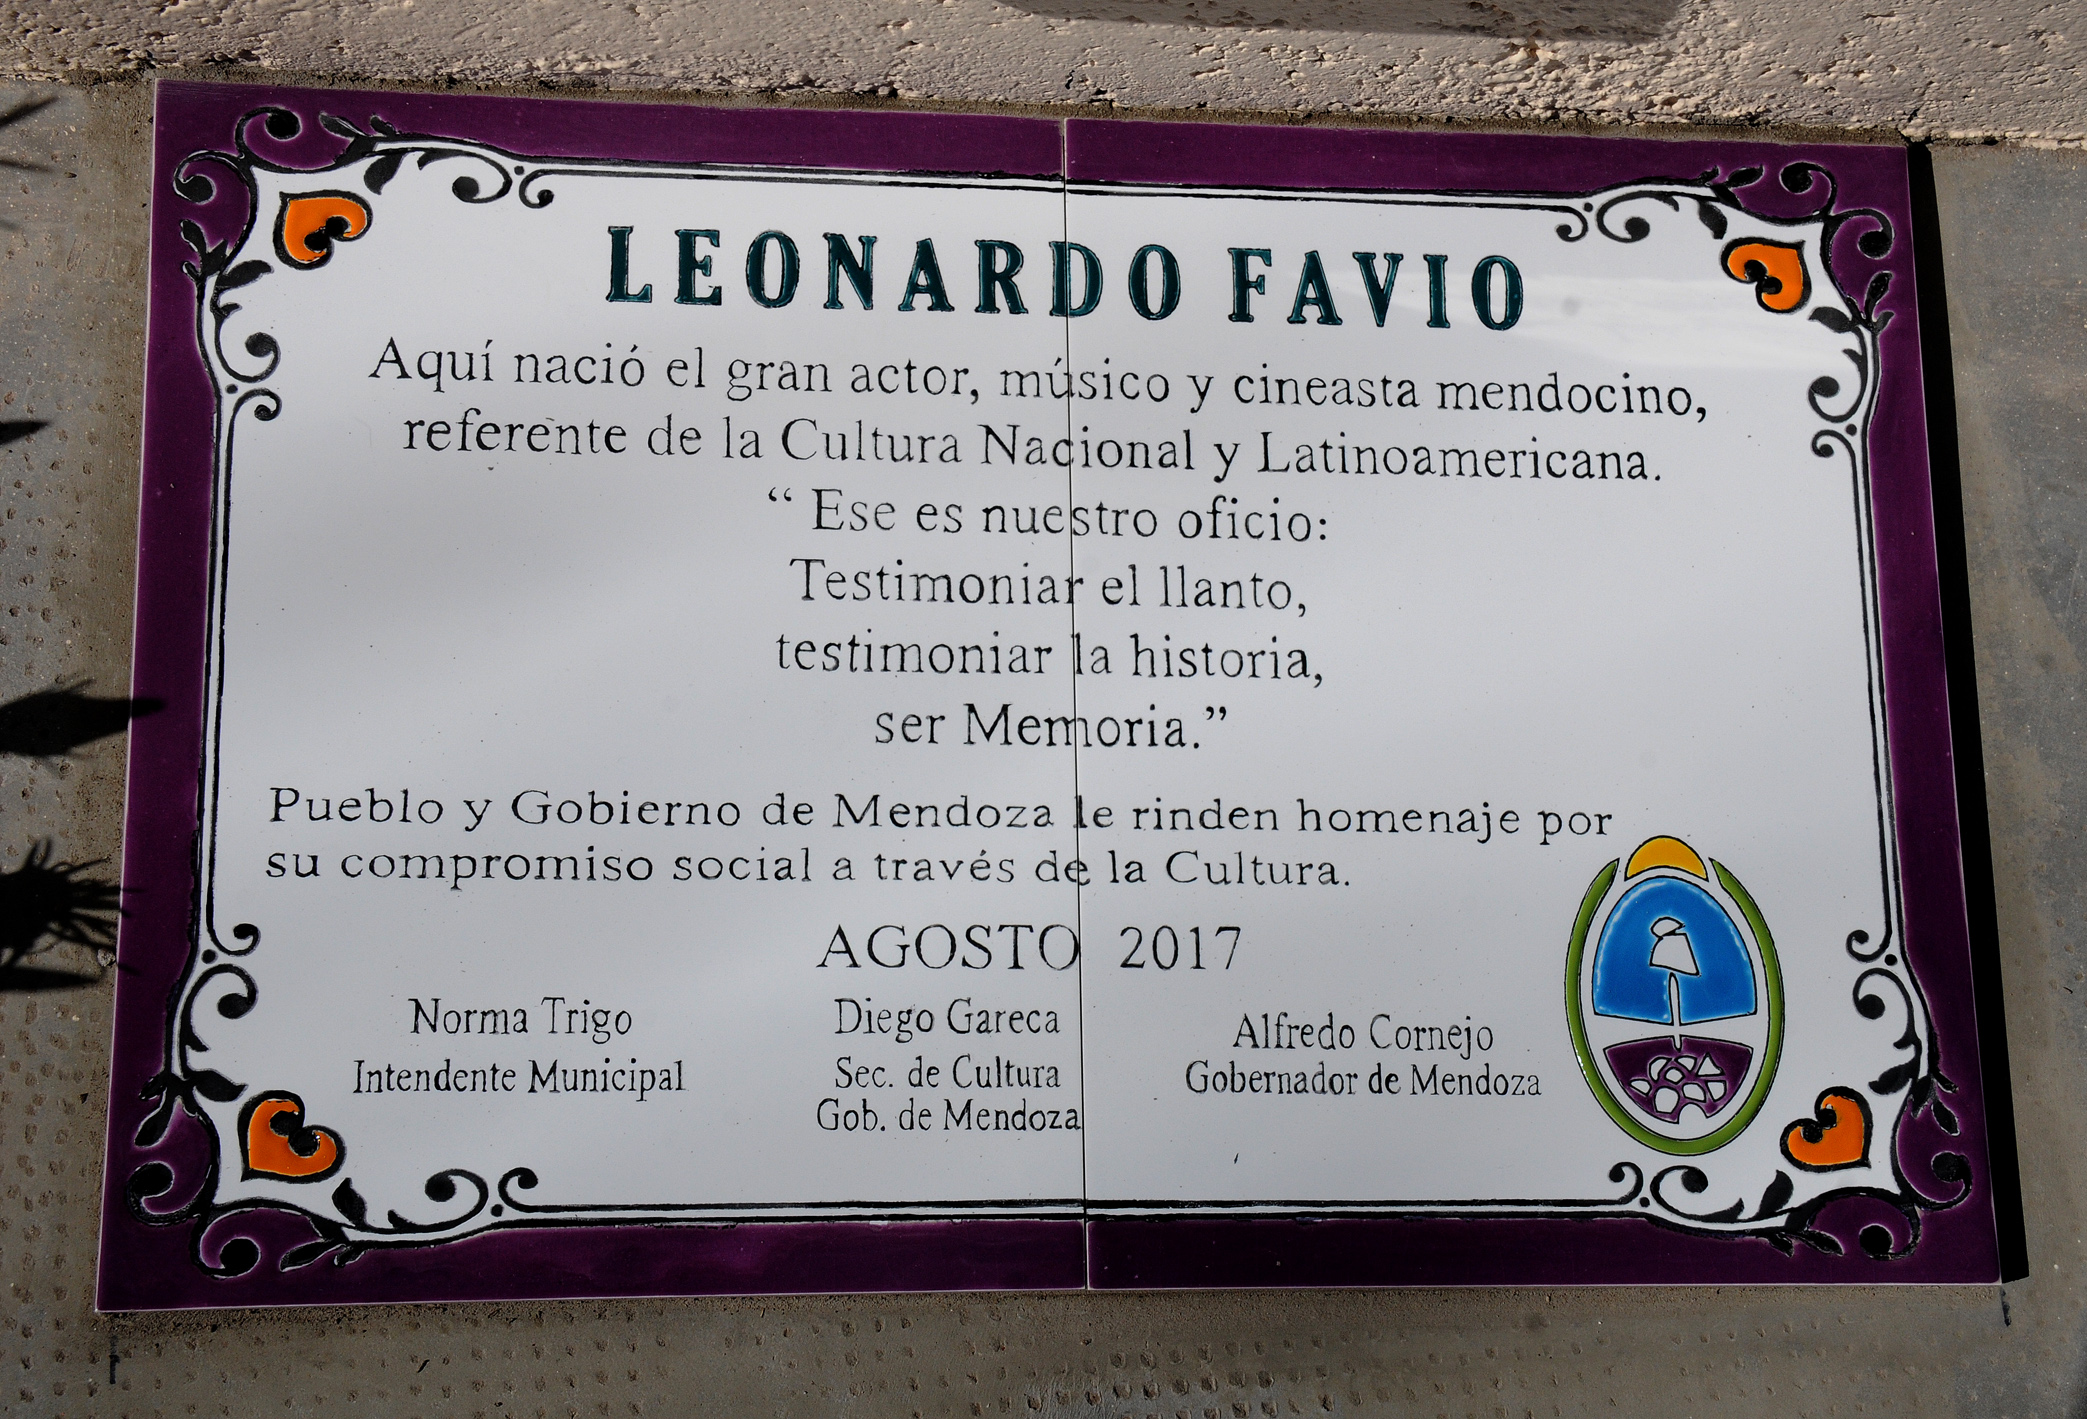 LEONARDO FAVIO
Aquí nació el gran actor, músico y cineasta mendocino,
referente de la Cultura Nacional y Latinoamericana.
“ Ese es nuestro oficio:
Testimoniar el llanto,
testimoniar la historia,
ser Memoria.”
Pueblo y Gobierno de Mendoza le rinden homenaje por
su compromiso social a través de la Cultura.
AGOSTO 2017
Norma Trigo
Intendente Municipal
Diego Gareca
Sec. de Cultura
Gob. de Mendoza
Alfredo Cornejo
Gobernador de Mendoza